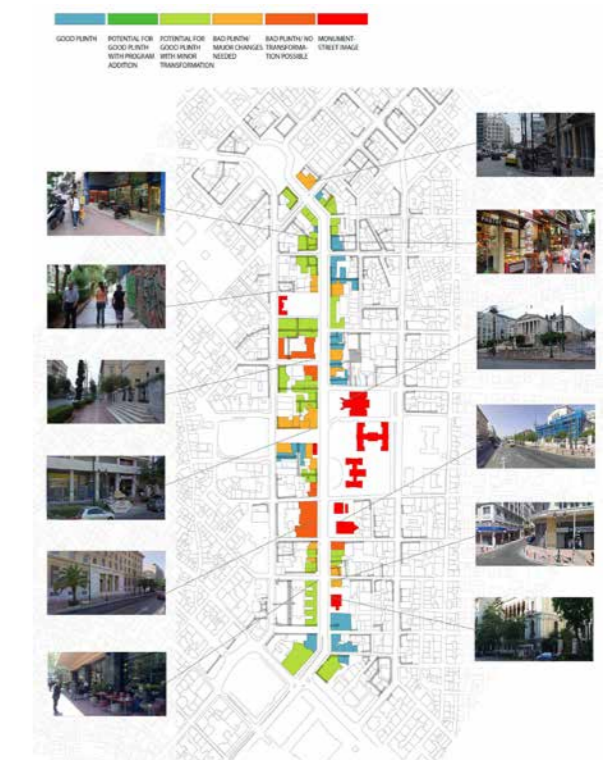 GOOD PLINTH
POTENTIAL FOR
GOOD PLINTH
WITH PROGRAM
ADDITION
POTENTIAL FOR
GOOD PLINTH
WITH MINOR
TRANSFORMATION
BAD PLINTH/
MAJOR CHANGES
NEEDED
BAD PLINTH/ NO
TRANSFORMA-
TION POSSIBLE
MONUMENT-
STREET IMAGE